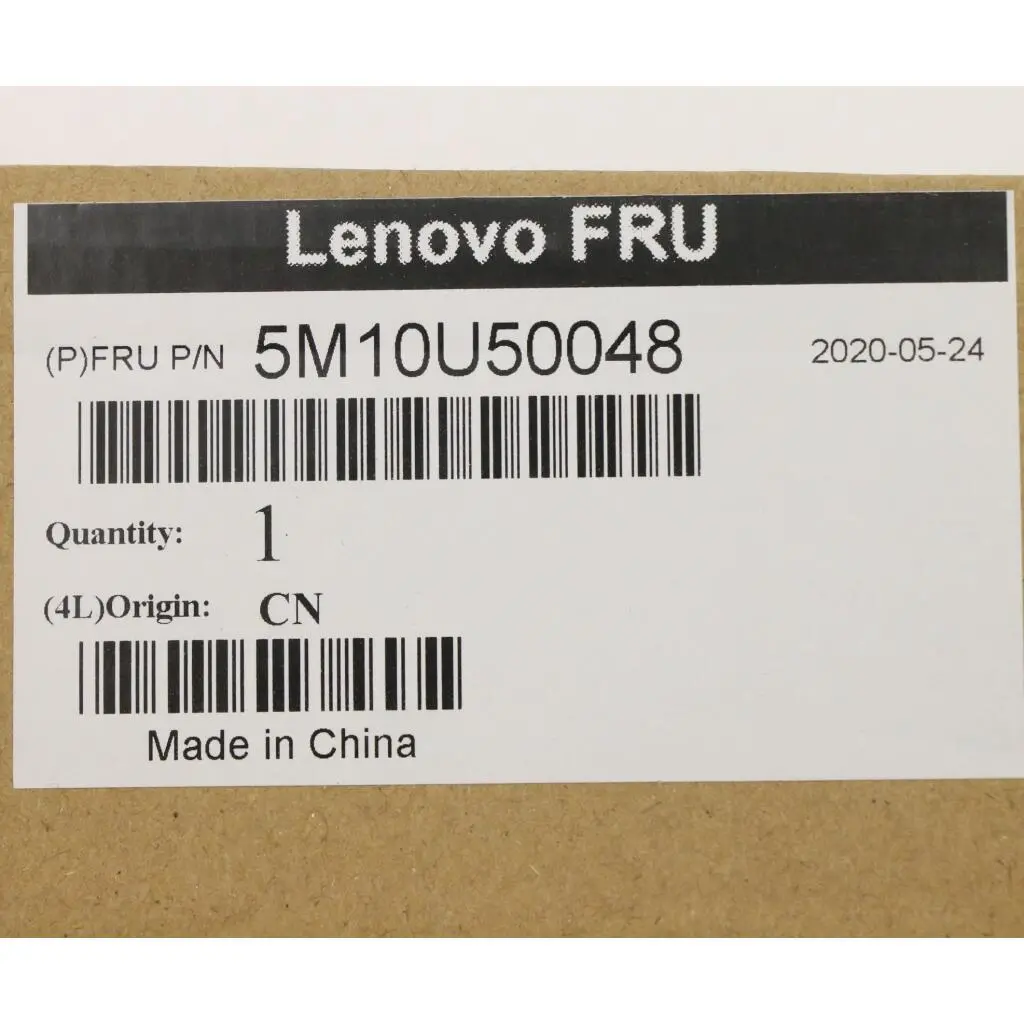 Lenovo FRU
(P)FRU P/N 5M10U50048 2020-05-24
Quantity: 1
(4L)Origin: CN
Made in China